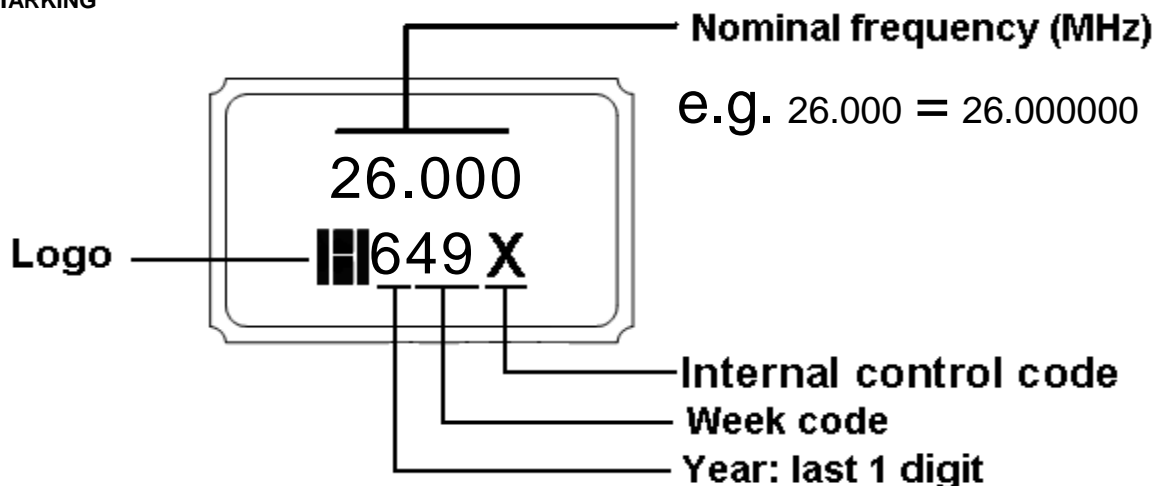 Nominal frequency (MHz)
e.g. 26.000 = 26.000000
26.000
Logo
649 X
Internal control code
Week code
Year: last 1 digit